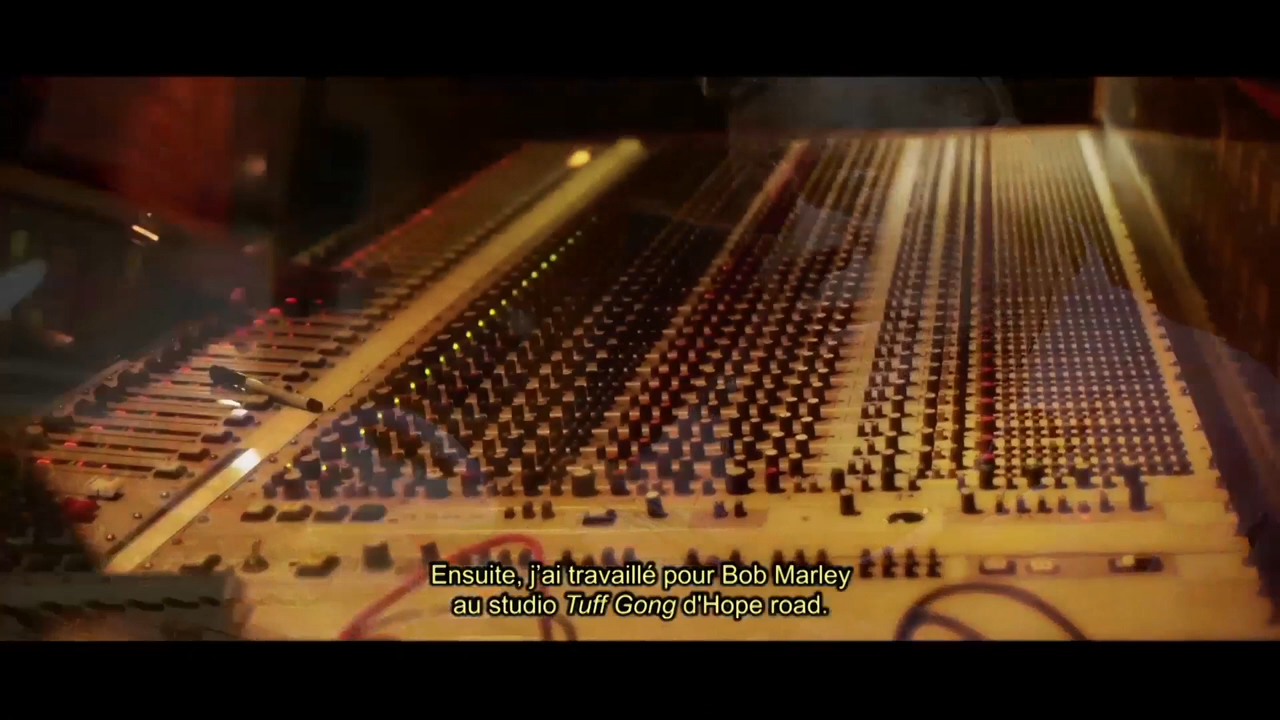 Ensuite, j'ai travaillé pour Bob Marley
au studio Tuff Gong d'Hope road.